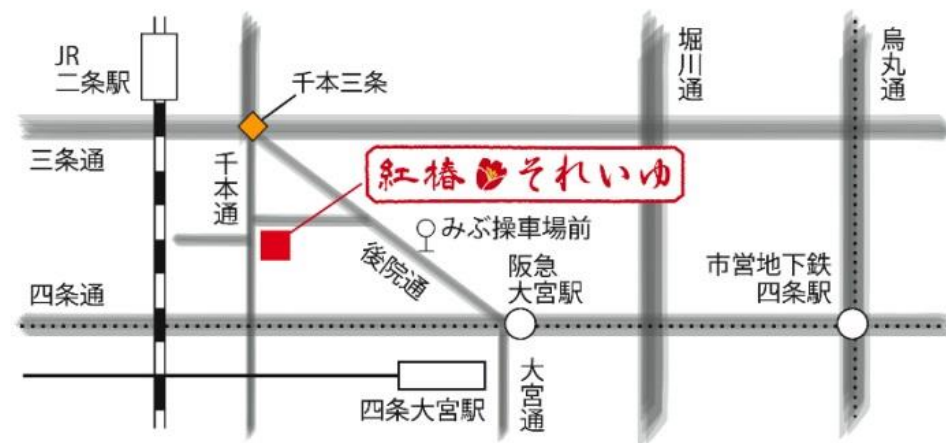 JR
二条駅
千本三条
堀川通
烏丸通
三条通
千本通
紅椿それいゆ
みぶ操車場前
後院通
阪急
大宮駅
市営地下鉄
四条駅
四条通
四条大宮駅
大宮通